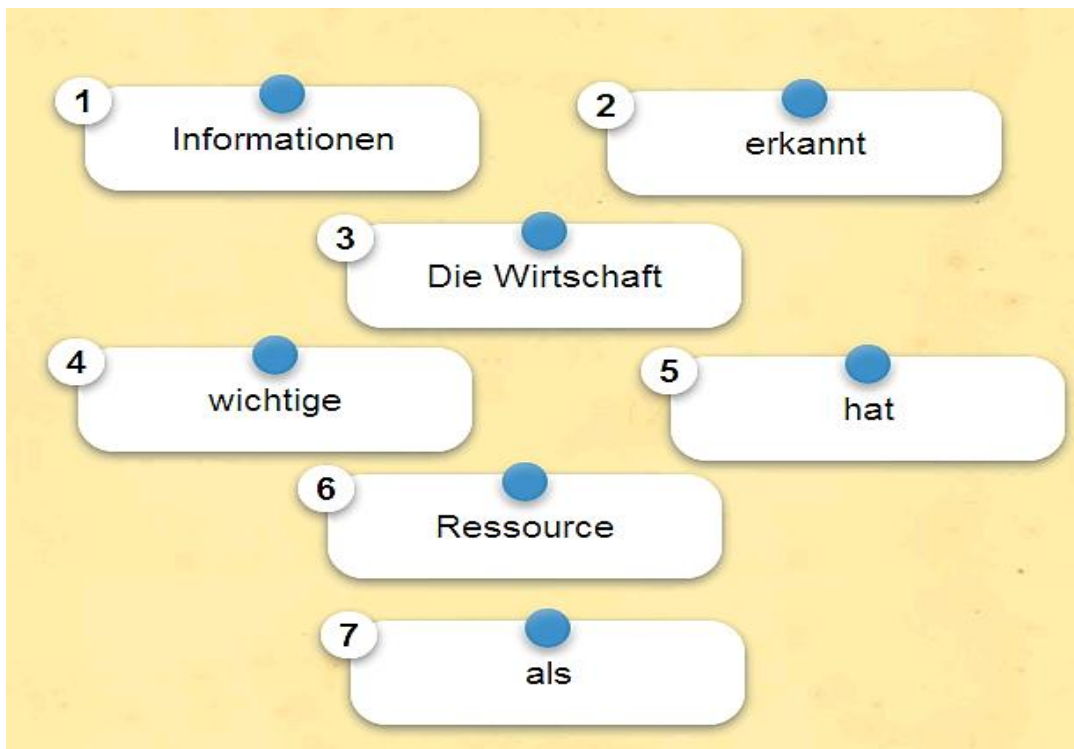 1
Informationen
2
erkannt
3
Die Wirtschaft
4
wichtige
5
hat
6
Ressource
7
als